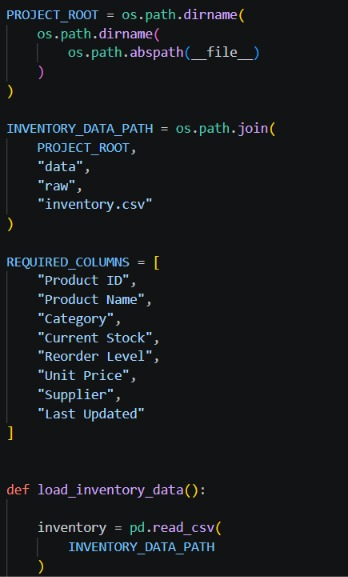 PROJECT_ROOT = os.path.dirname(
    os.path.dirname(
        os.path.abspath(__file__)
    )
)

INVENTORY_DATA_PATH = os.path.join(
    PROJECT_ROOT,
    "data",
    "raw",
    "inventory.csv"
)

REQUIRED_COLUMNS = [
    "Product ID",
    "Product Name",
    "Category",
    "Current Stock",
    "Reorder Level",
    "Unit Price",
    "Supplier",
    "Last Updated"
]


def load_inventory_data():

    inventory = pd.read_csv(
        INVENTORY_DATA_PATH
    )